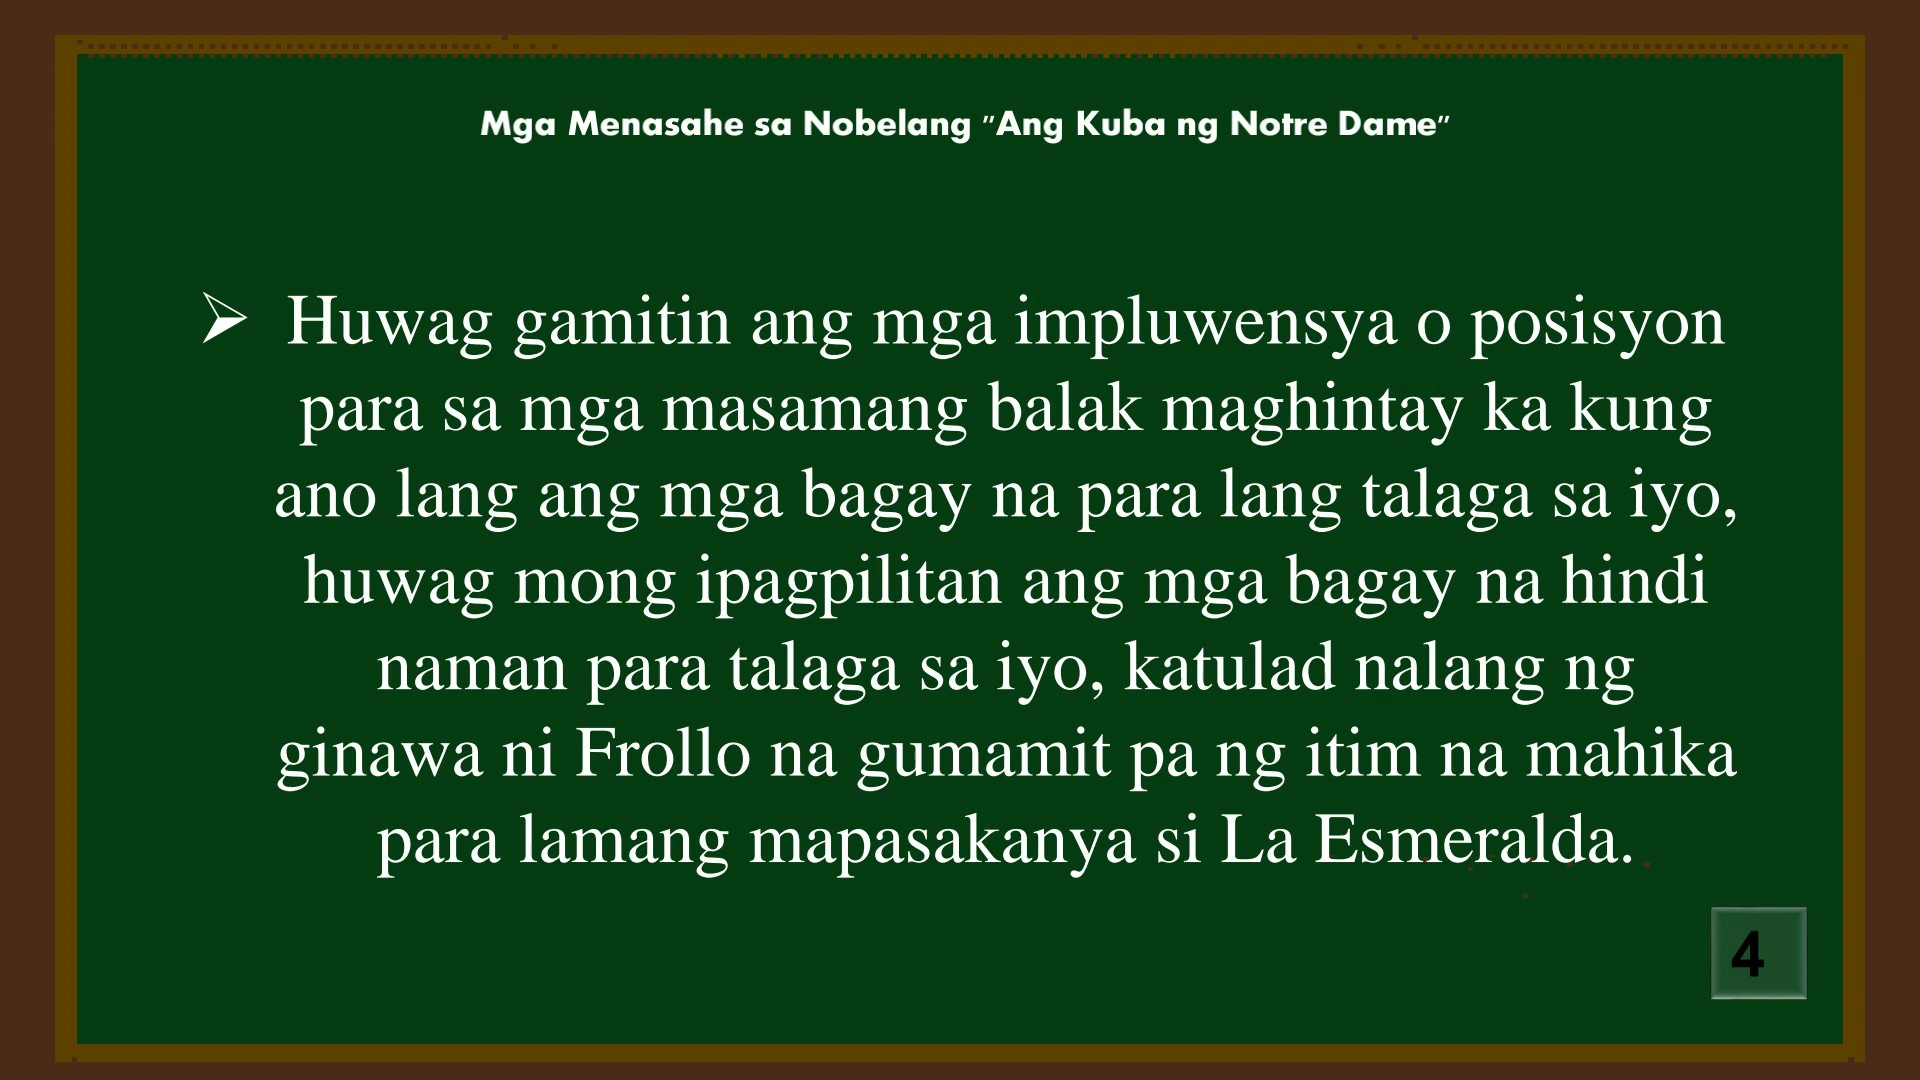 Mga Menasahe sa Nobelang "Ang Kuba ng Notre Dame"
➢ Huwag gamitin ang mga impluwensya o posisyon
para sa mga masamang balak maghintay ka kung
ano lang ang mga bagay na para lang talaga sa iyo,
huwag mong ipagpilitan ang mga bagay na hindi
naman para talaga sa iyo, katulad nalang ng
ginawa ni Frollo na gumamit pa ng itim na mahika
para lamang mapasakanya si La Esmeralda.
4